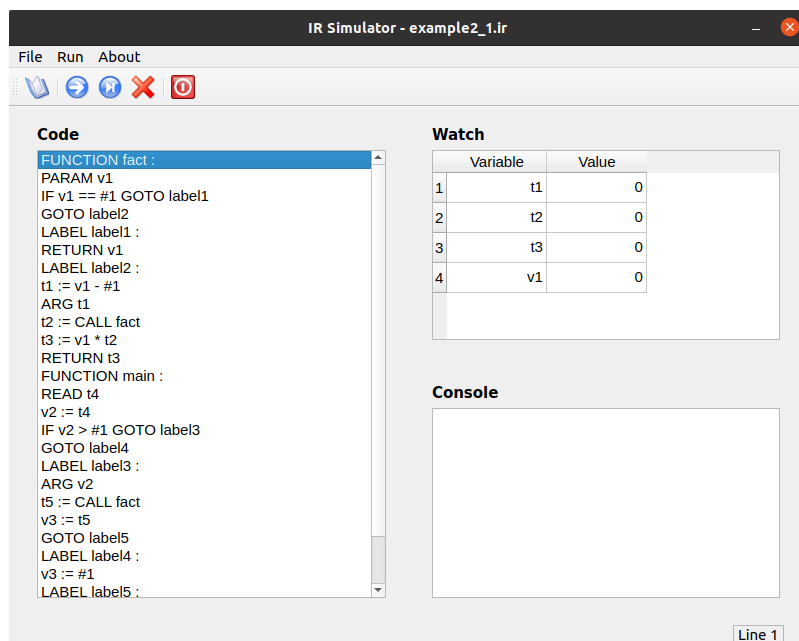 IR Simulator - example2_1.ir
File Run About
Code
FUNCTION fact :
PARAM v1
IF v1 == #1 GOTO label1
GOTO label2
LABEL label1 :
RETURN v1
LABEL label2 :
t1 := v1 - #1
ARG t1
t2 := CALL fact
t3 := v1 * t2
RETURN t3
FUNCTION main :
READ t4
v2 := t4
IF v2 > #1 GOTO label3
GOTO label4
LABEL label3 :
ARG v2
t5 := CALL fact
v3 := t5
GOTO label5
LABEL label4 :
v3 := #1
LABEL label5 :
Watch
Variable Value
1 t1 0
2 t2 0
3 t3 0
4 v1 0
Console
Line 1